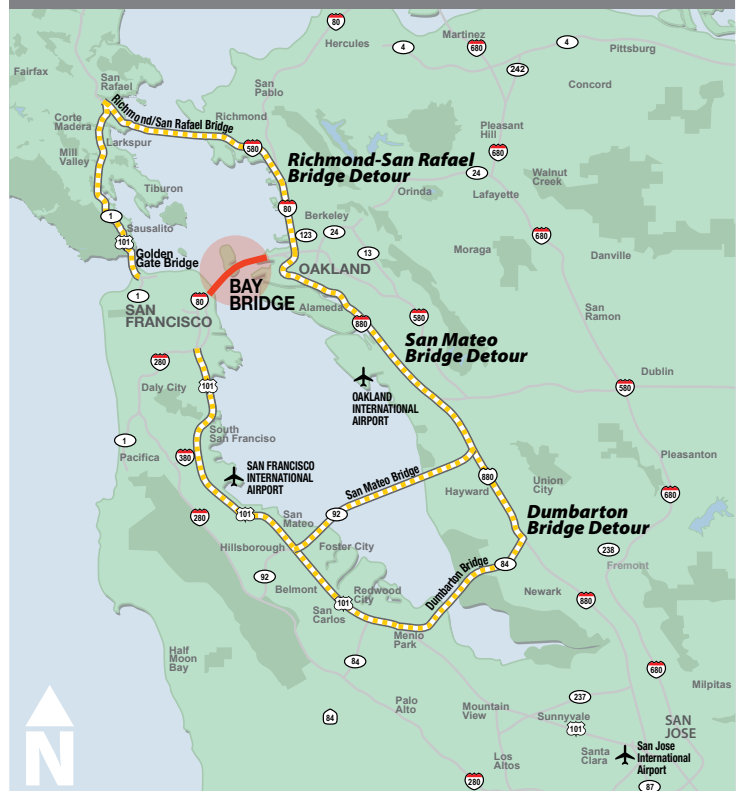 80
Hercules
4
Martinez
680
4
Pittsburg
242
Fairfax
San
Rafael
San
Pablo
Concord
Richmond/San Rafael Bridge
Richmond
Corte
Madera
Larkspur
580
Pleasant
Hill
680
Mill
Valley
Richmond-San Rafael
Bridge Detour
24
Walnut
Creek
Tiburon
Orinda
Lafayette
80
Berkeley
1
Sausalito
101
123
24
680
13
Moraga
Danville
Golden
Gate Bridge
OAKLAND
BAY
BRIDGE
1
80
SAN
FRANCISCO
Alameda
880
580
San
Ramon
San Mateo
Bridge Detour
280
Daly City
101
OAKLAND
INTERNATIONAL
AIRPORT
Dublin
580
1
Pacifica
South
San Franciso
380
SAN FRANCISCO
INTERNATIONAL
AIRPORT
Pleasanton
San Mateo Bridge
880
Hayward
Union
City
680
280
101
San
Mateo
92
Dumbarton
Bridge Detour
Hillsborough
Foster City
238
Fremont
92
Belmont
Redwood
City
Dumbarton Bridge
84
Newark
880
101
San
Carlos
Menlo
Park
Half
Moon
Bay
84
680
Milpitas
84
Palo
Alto
Mountain
View
237
Sunnyvale
101
SAN
JOSE
N
Los
Altos
Santa
Clara
San Jose
International
Airport
280
87